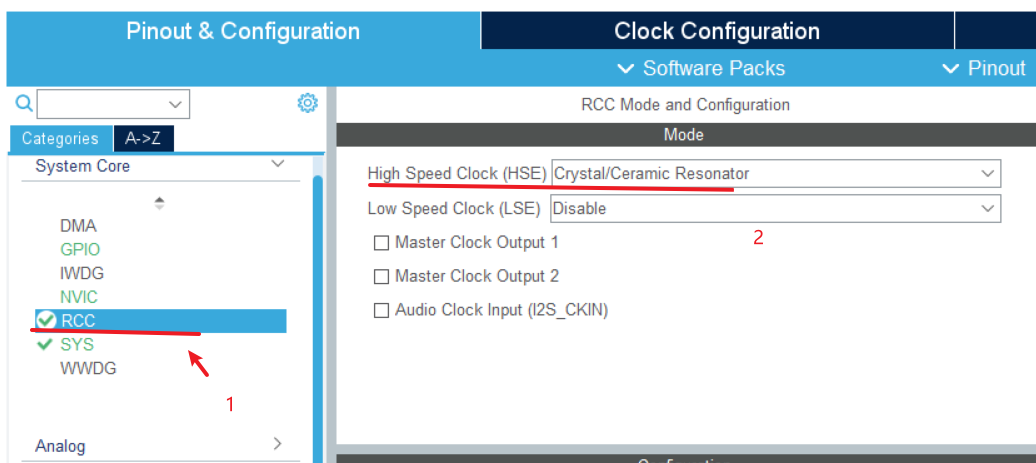 Pinout & Configuration
Clock Configuration
Software Packs
Pinout
RCC Mode and Configuration
Categories
A->Z
Mode
System Core
High Speed Clock (HSE) Crystal/Ceramic Resonator
Low Speed Clock (LSE) Disable
2
Master Clock Output 1
Master Clock Output 2
Audio Clock Input (I2S_CKIN)
DMA
GPIO
IWDG
NVIC
RCC
SYS
WWDG
1
Analog